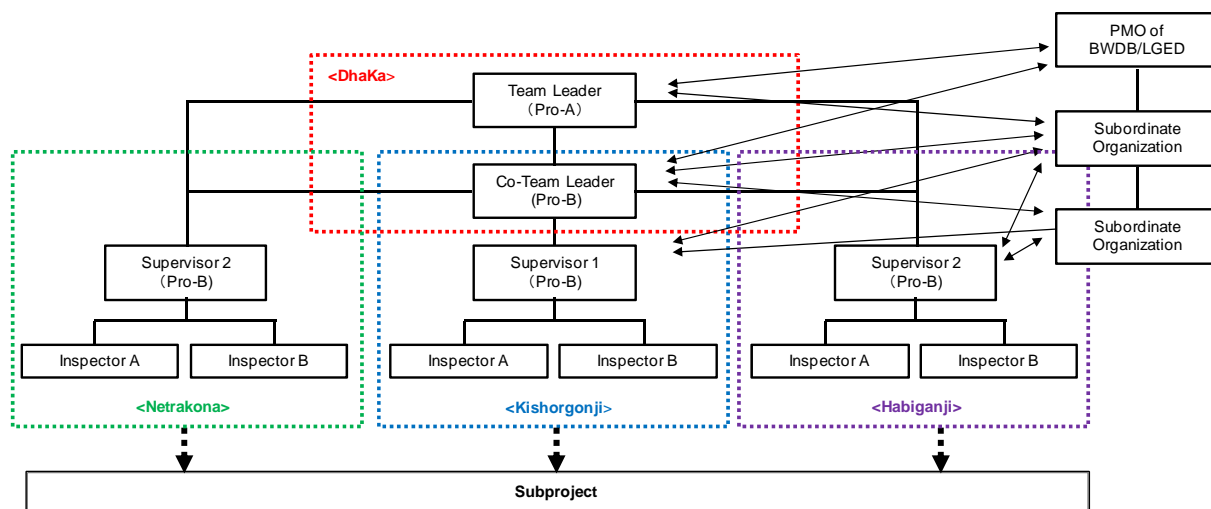 PMO of
BWDB/LGED
<DhaKa>
Team Leader
（Pro-A）
Subordinate
Organization
Co-Team Leader
(Pro-B)
Subordinate
Organization
Supervisor 2
（Pro-B）
Supervisor 1
（Pro-B）
Supervisor 2
（Pro-B）
Inspector A
Inspector B
Inspector A
Inspector B
Inspector A
Inspector B
<Netrakona>
<Kishorgonji>
<Habiganji>
Subproject